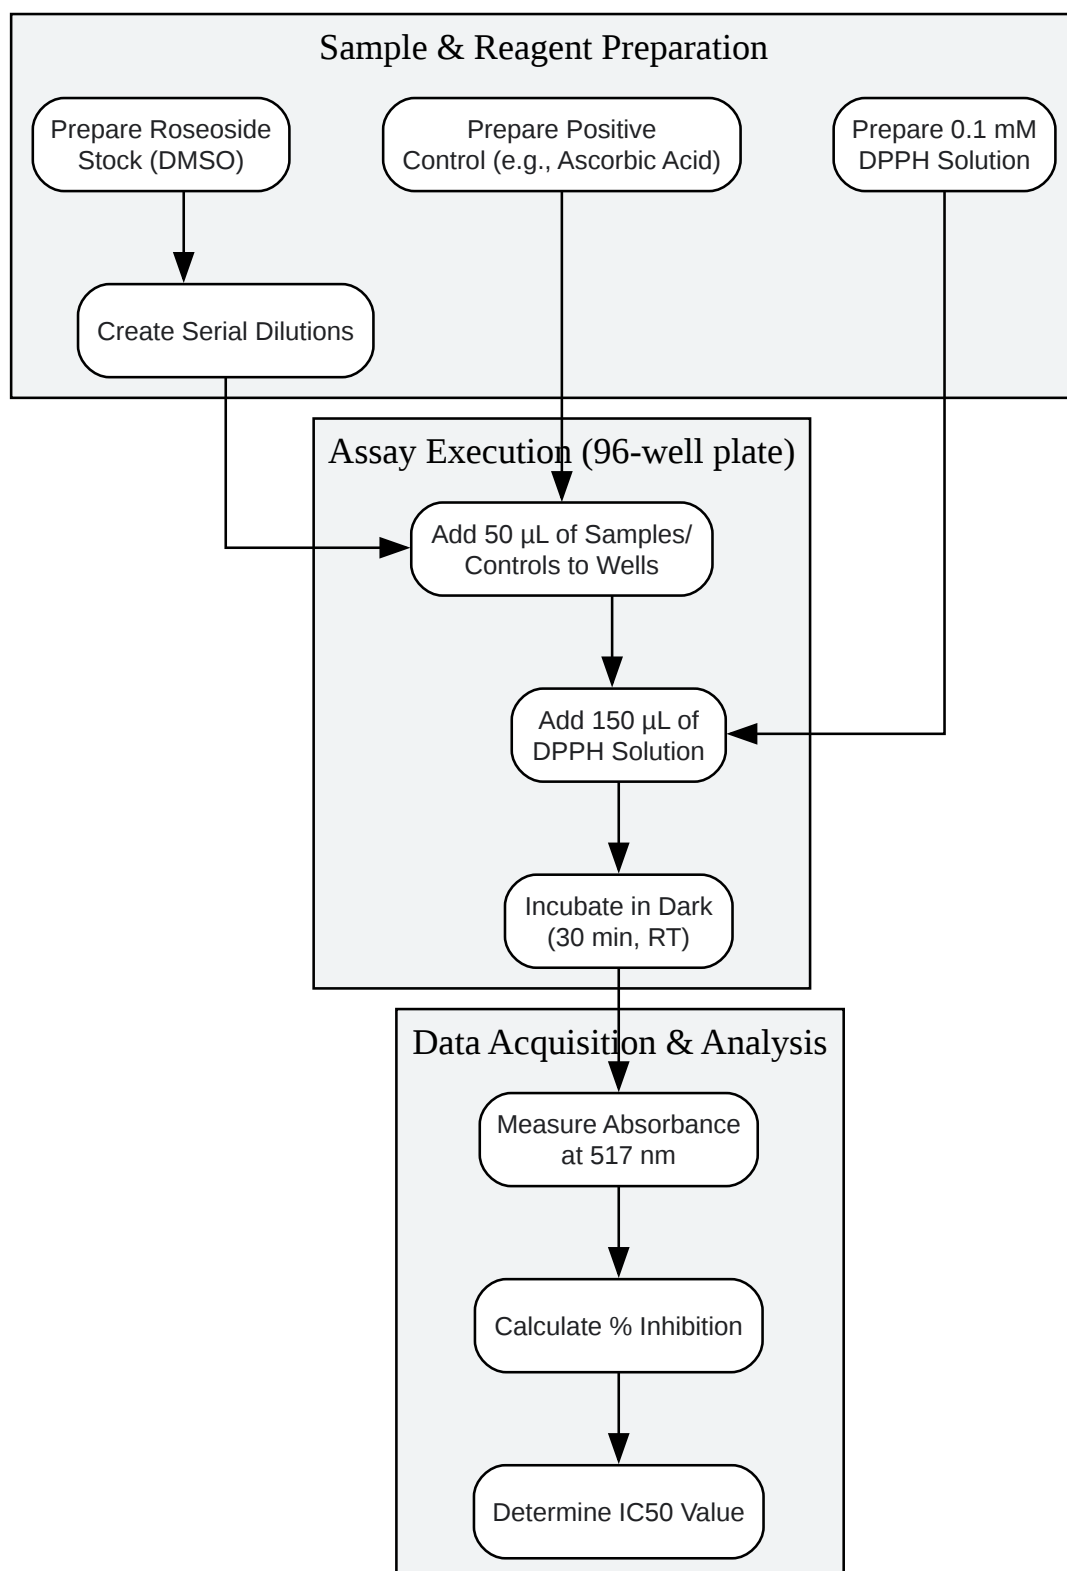 Sample & Reagent Preparation
Prepare Roseoside
Stock (DMSO)
Prepare Positive
Control (e.g., Ascorbic Acid)
Prepare 0.1 mM
DPPH Solution
Create Serial Dilutions
Assay Execution (96-well plate)
Add 50 µL of Samples/
Controls to Wells
Add 150 µL of
DPPH Solution
Incubate in Dark
(30 min, RT)
Data Acquisition & Analysis
Measure Absorbance
at 517 nm
Calculate % Inhibition
Determine IC50 Value